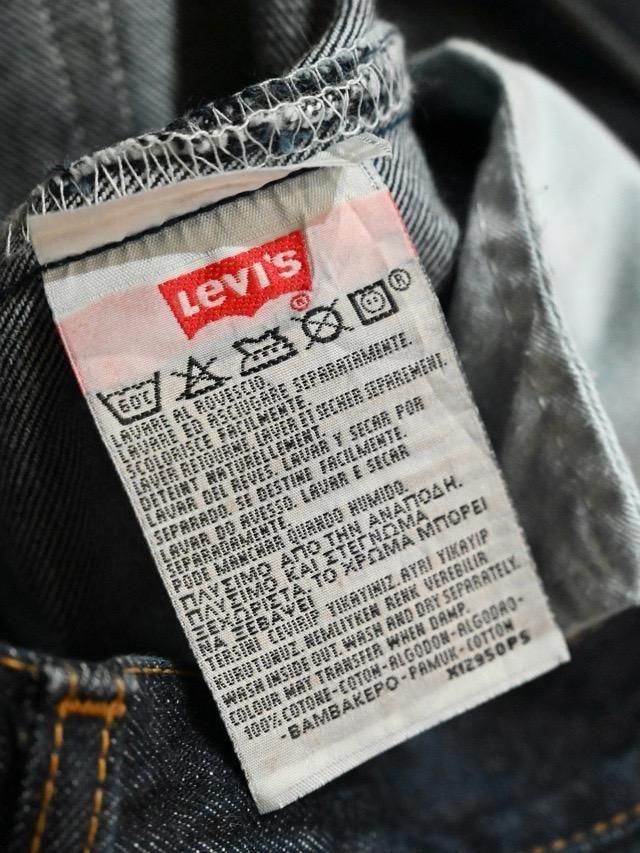 Levi's ®
60C ®
LAVARE AL ROVESCIO.
LAVARE ED ASCIUGARE SEPARATAMENTE.
SCOLORISCE FACILMENTE.
LAVER RETOURNE. LAVER ET SECHER SEPAREMENT.
DETEINT NATURELLEMENT.
LAVAR DEL REVES. LAVAR Y SECAR POR
SEPARADO. SE DESTINE FACILMENTE.
LAVAR DO AVESSO. LAVAR E SECAR
SEPARADAMENTE.
PODE MANCHAR QUANDO HUMIDO.
ΠΛΥΣΙΜΟ ΑΠΟ ΤΗΝ ΑΝΑΠΟΔΗ.
ΠΛΥΣΙΜΟ ΚΑΙ ΣΤΕΓΝΩΜΑ
ΞΕΧΩΡΙΣΤΑ ΤΟ ΧΡΩΜΑ ΜΠΟΡΕΙ
ΝΑ ΞΕΒΑΨΕΙ
TERSINI CEVIRIP YIKAYINIZ. AYRI YIKAYIP
KURUTUNUZ. NEMLIYKEN RENK VEREBILIR
WASH INSIDE OUT. WASH AND DRY SEPARATELY.
COLOUR MAY TRANSFER WHEN DAMP.
100% COTONE-COTON-ALGODON-ALGODAO-
-BAMBAKEPO-PAMUK-COTTON
X12950PS